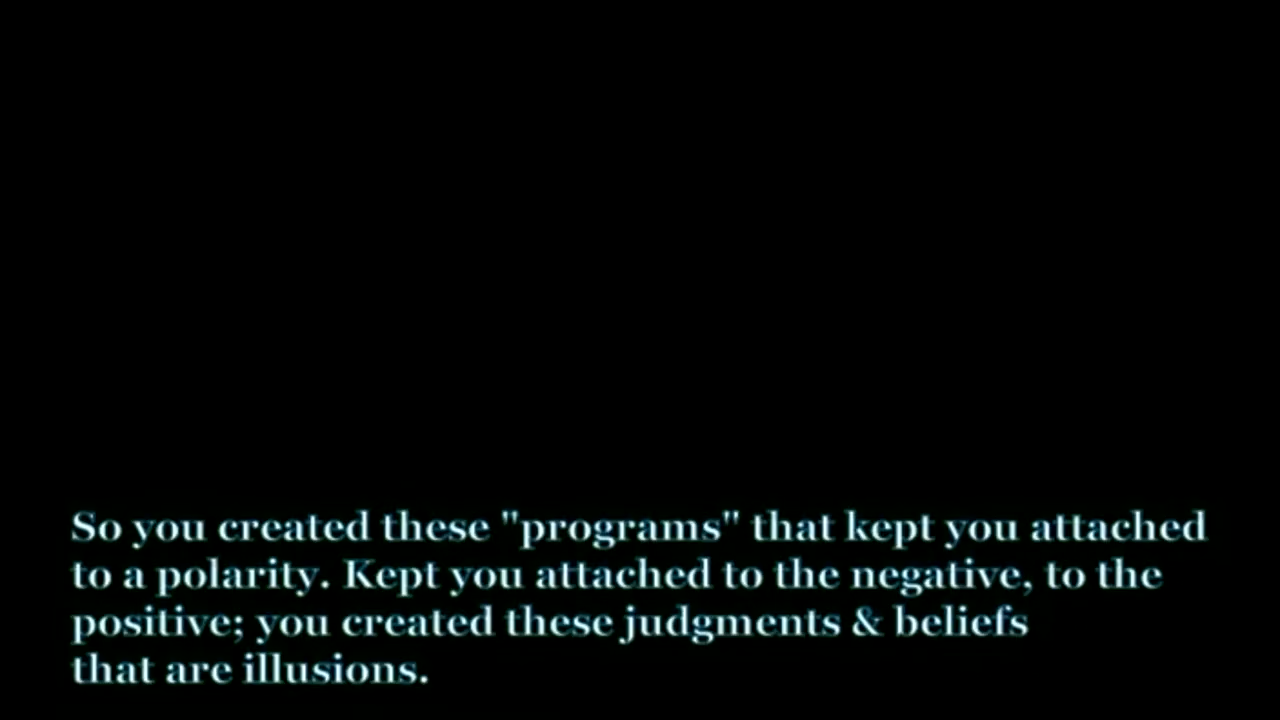 So you created these "programs" that kept you attached
to a polarity. Kept you attached to the negative, to the
positive; you created these judgments & beliefs
that are illusions.